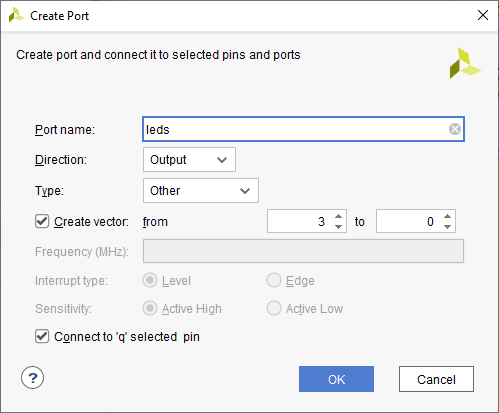 Create Port
Create port and connect it to selected pins and ports
Port name: leds
Direction: Output
Type: Other
Create vector: from 3 to 0
Frequency (MHz):
Interrupt type: Level Edge
Sensitivity: Active High Active Low
Connect to 'q' selected pin
? OK Cancel